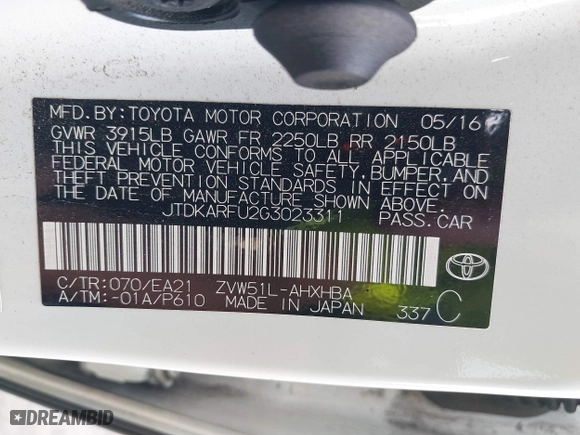 MFD.BY:TOYOTA MOTOR CORPORATION 05/16
GVWR 3915LB GAWR FR 2250LB RR 2150LB
THIS VEHICLE CONFORMS TO ALL APPLICABLE
FEDERAL MOTOR VEHICLE SAFETY,BUMPER,AND
THEFT PREVENTION STANDARDS IN EFFECT ON
THE DATE OF MANUFACTURE SHOWN ABOVE.
JTDKARFU2G3023311 PASS.CAR
C/TR:070/EA21 ZVW51L-AHXHBA
A/TM:-01A/P610 MADE IN JAPAN 337 C
DREAMBID